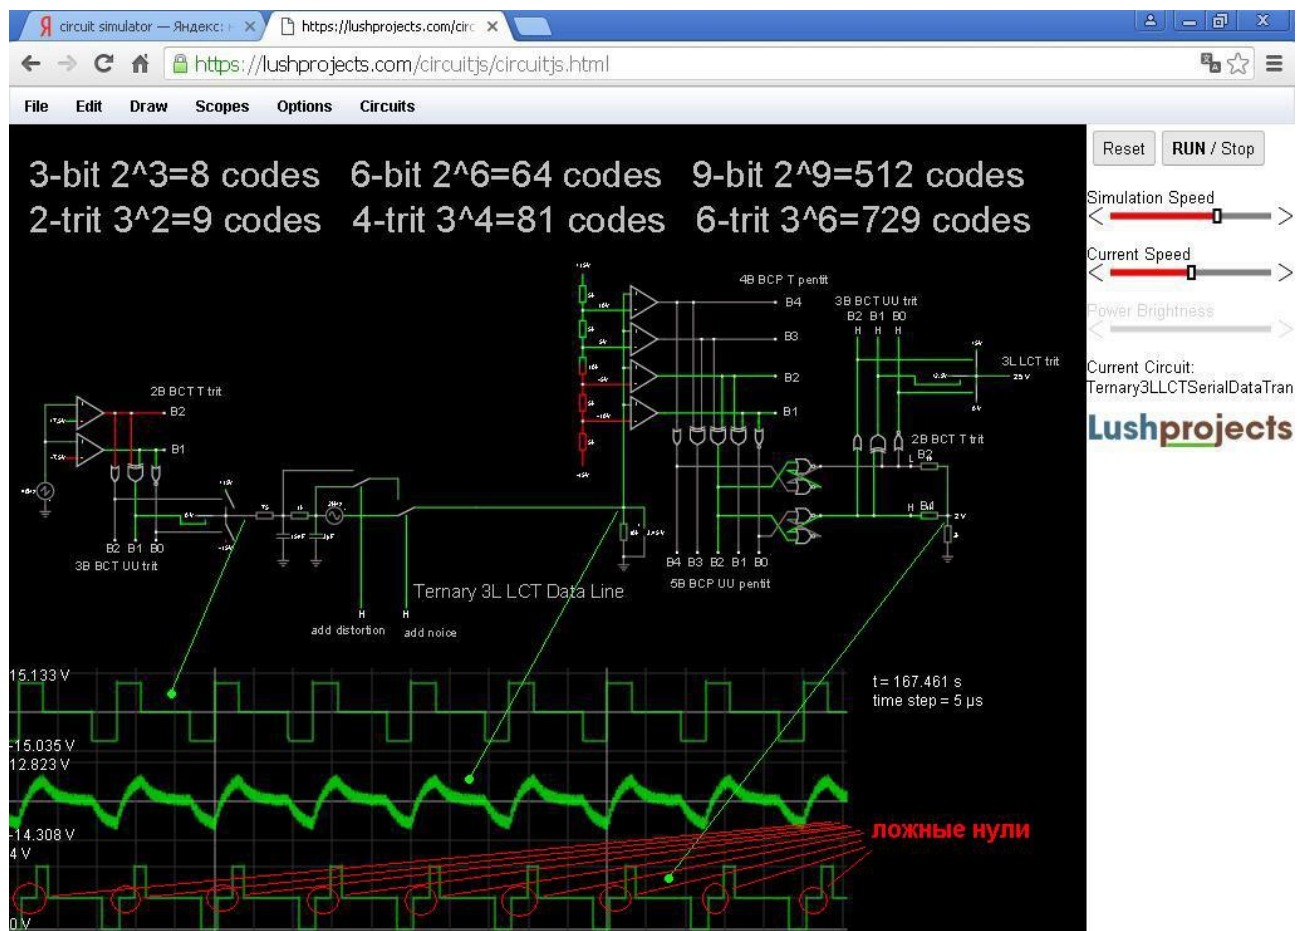 circuit simulator — Яндекс: н
https://lushprojects.com/circ
https://lushprojects.com/circuitjs/circuitjs.html
File Edit Draw Scopes Options Circuits
Reset RUN / Stop
Simulation Speed
Current Speed
Power Brightness
Current Circuit:
Ternary3LLCTSerialDataTran
Lushprojects
3-bit 2^3=8 codes 6-bit 2^6=64 codes 9-bit 2^9=512 codes
2-trit 3^2=9 codes 4-trit 3^4=81 codes 6-trit 3^6=729 codes
4B BCP T pentit
B4
B3
B2
B1
3B BCT UU trit
B2 B1 B0
H H H
3L LCT trit
2B BCT T trit
B2
B1
2B BCT T trit
B2
L
H
2V
B2 B1 B0
3B BCT UU trit
B4 B3 B2 B1 B0
5B BCP UU pentit
Ternary 3L LCT Data Line
H H
add distortion add noice
15.133 V
-15.035 V
12.823 V
-14.308 V
4 V
0 V
t = 167.461 s
time step = 5 µs
ложные нули